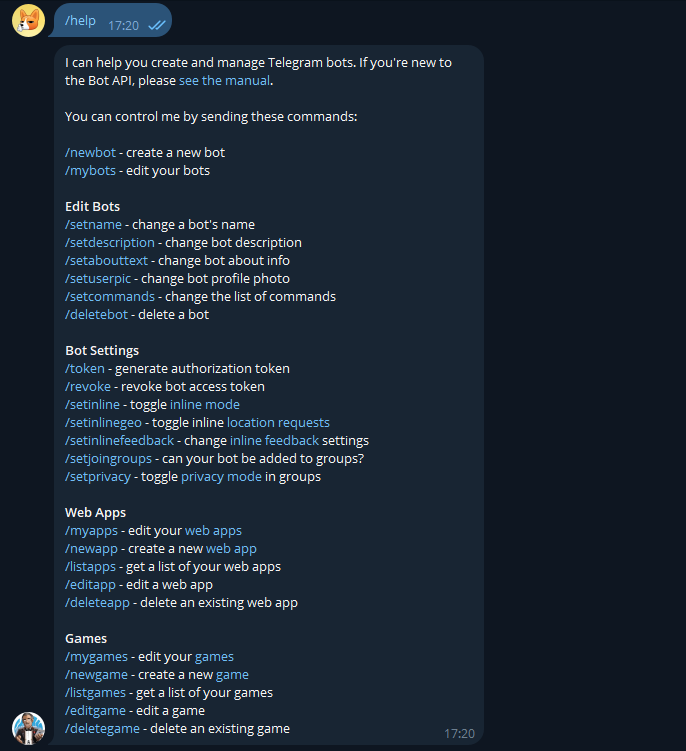 /help 17:20
I can help you create and manage Telegram bots. If you're new to
the Bot API, please see the manual.
You can control me by sending these commands:
/newbot - create a new bot
/mybots - edit your bots
Edit Bots
/setname - change a bot's name
/setdescription - change bot description
/setabouttext - change bot about info
/setuserpic - change bot profile photo
/setcommands - change the list of commands
/deletebot - delete a bot
Bot Settings
/token - generate authorization token
/revoke - revoke bot access token
/setinline - toggle inline mode
/setinlinegeo - toggle inline location requests
/setinlinefeedback - change inline feedback settings
/setjoingroups - can your bot be added to groups?
/setprivacy - toggle privacy mode in groups
Web Apps
/myapps - edit your web apps
/newapp - create a new web app
/listapps - get a list of your web apps
/editapp - edit a web app
/deleteapp - delete an existing web app
Games
/mygames - edit your games
/newgame - create a new game
/listgames - get a list of your games
/editgame - edit a game
/deletegame - delete an existing game
17:20